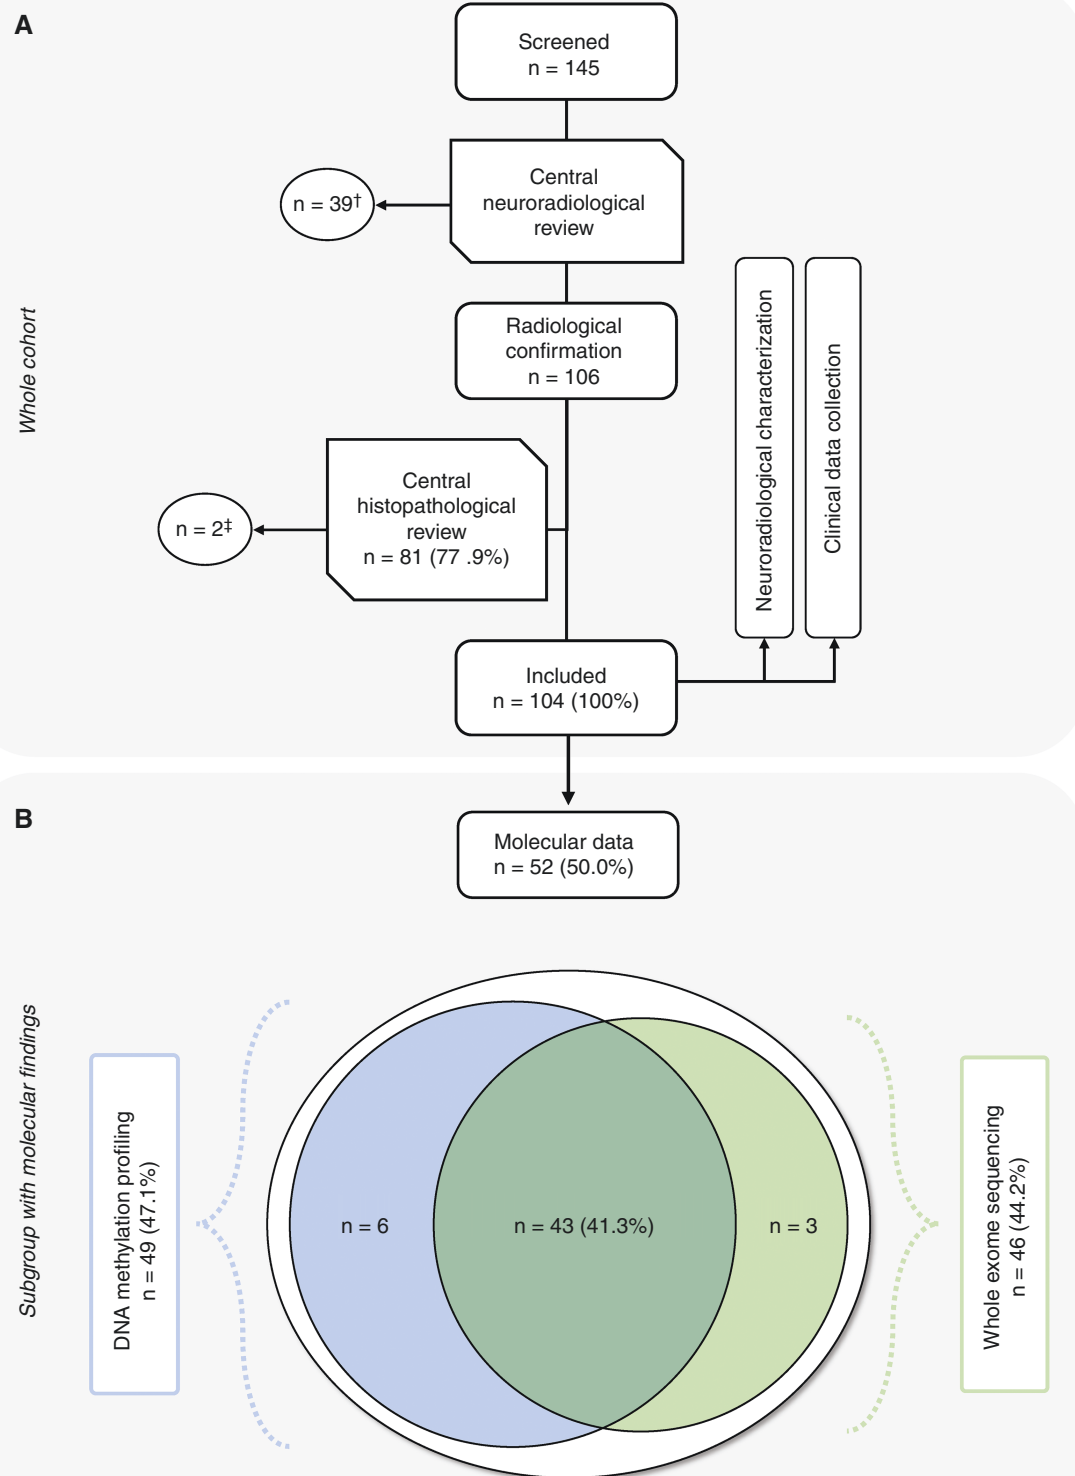 A
Screened
n = 145
Central
neuroradiological
review
n = 39†
Radiological
confirmation
n = 106
Whole cohort
Neuroradiological characterization
Clinical data collection
Central
histopathological
review
n = 81 (77 .9%)
n = 2‡
Included
n = 104 (100%)
B
Molecular data
n = 52 (50.0%)
Subgroup with molecular findings
DNA methylation profiling
n = 49 (47.1%)
n = 6
n = 43 (41.3%)
n = 3
Whole exome sequencing
n = 46 (44.2%)